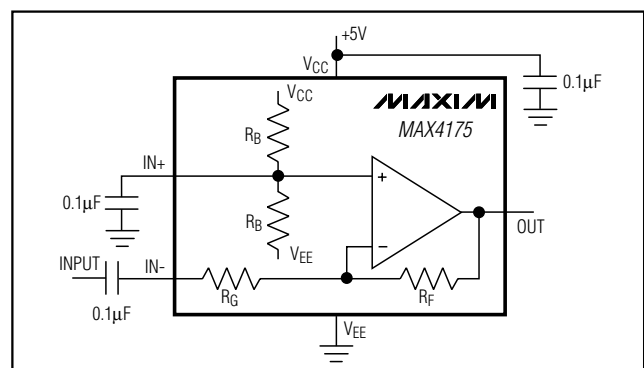 +5V
VCC
0.1µF
VCC
MAXIM
MAX4175
RB
IN+
+
0.1µF
RB
OUT
VEE
−
INPUT
IN-
RG
RF
0.1µF
VEE